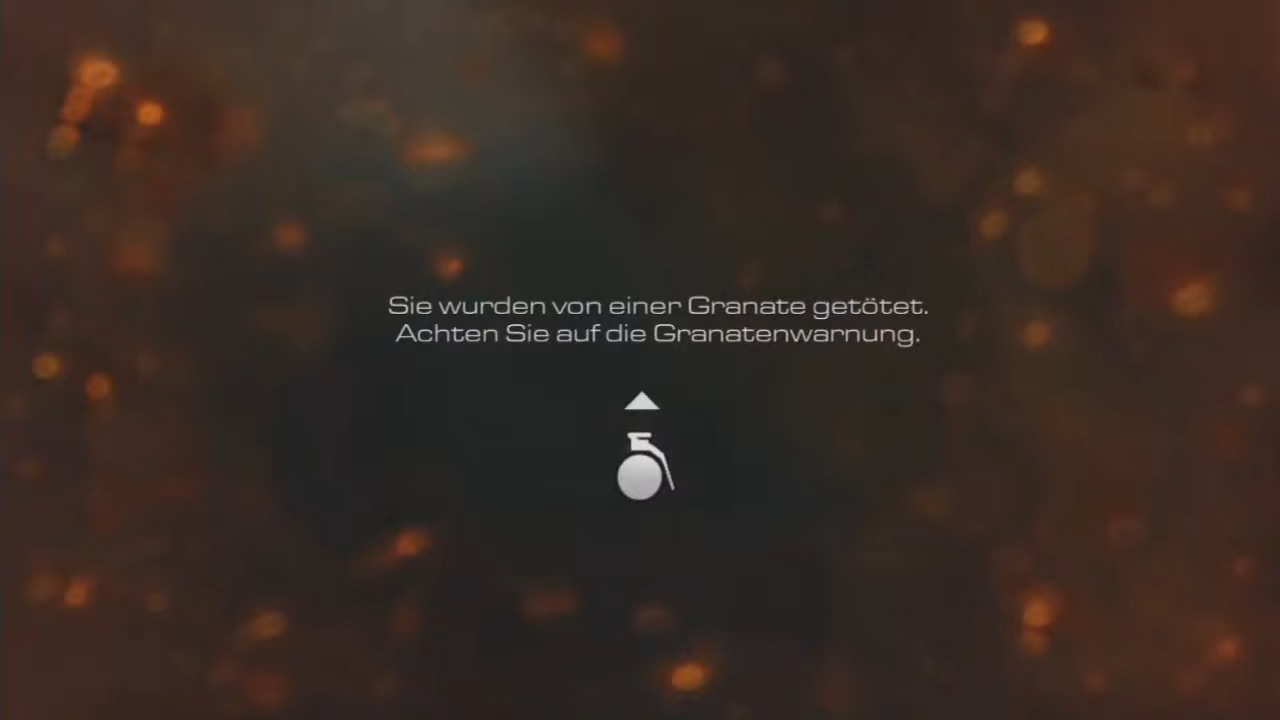 Sie wurden von einer Granate getötet.
Achten Sie auf die Granatenwarnung.